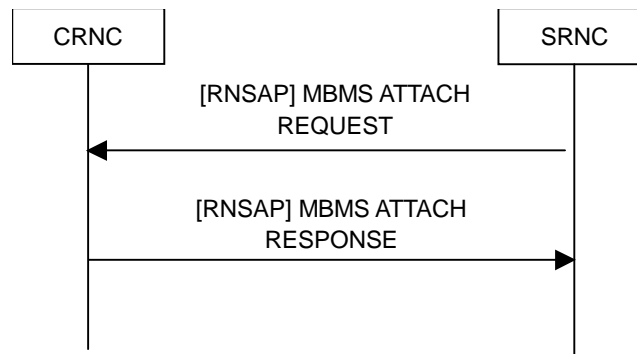 CRNC
SRNC
[RNSAP] MBMS ATTACH
REQUEST
[RNSAP] MBMS ATTACH
RESPONSE